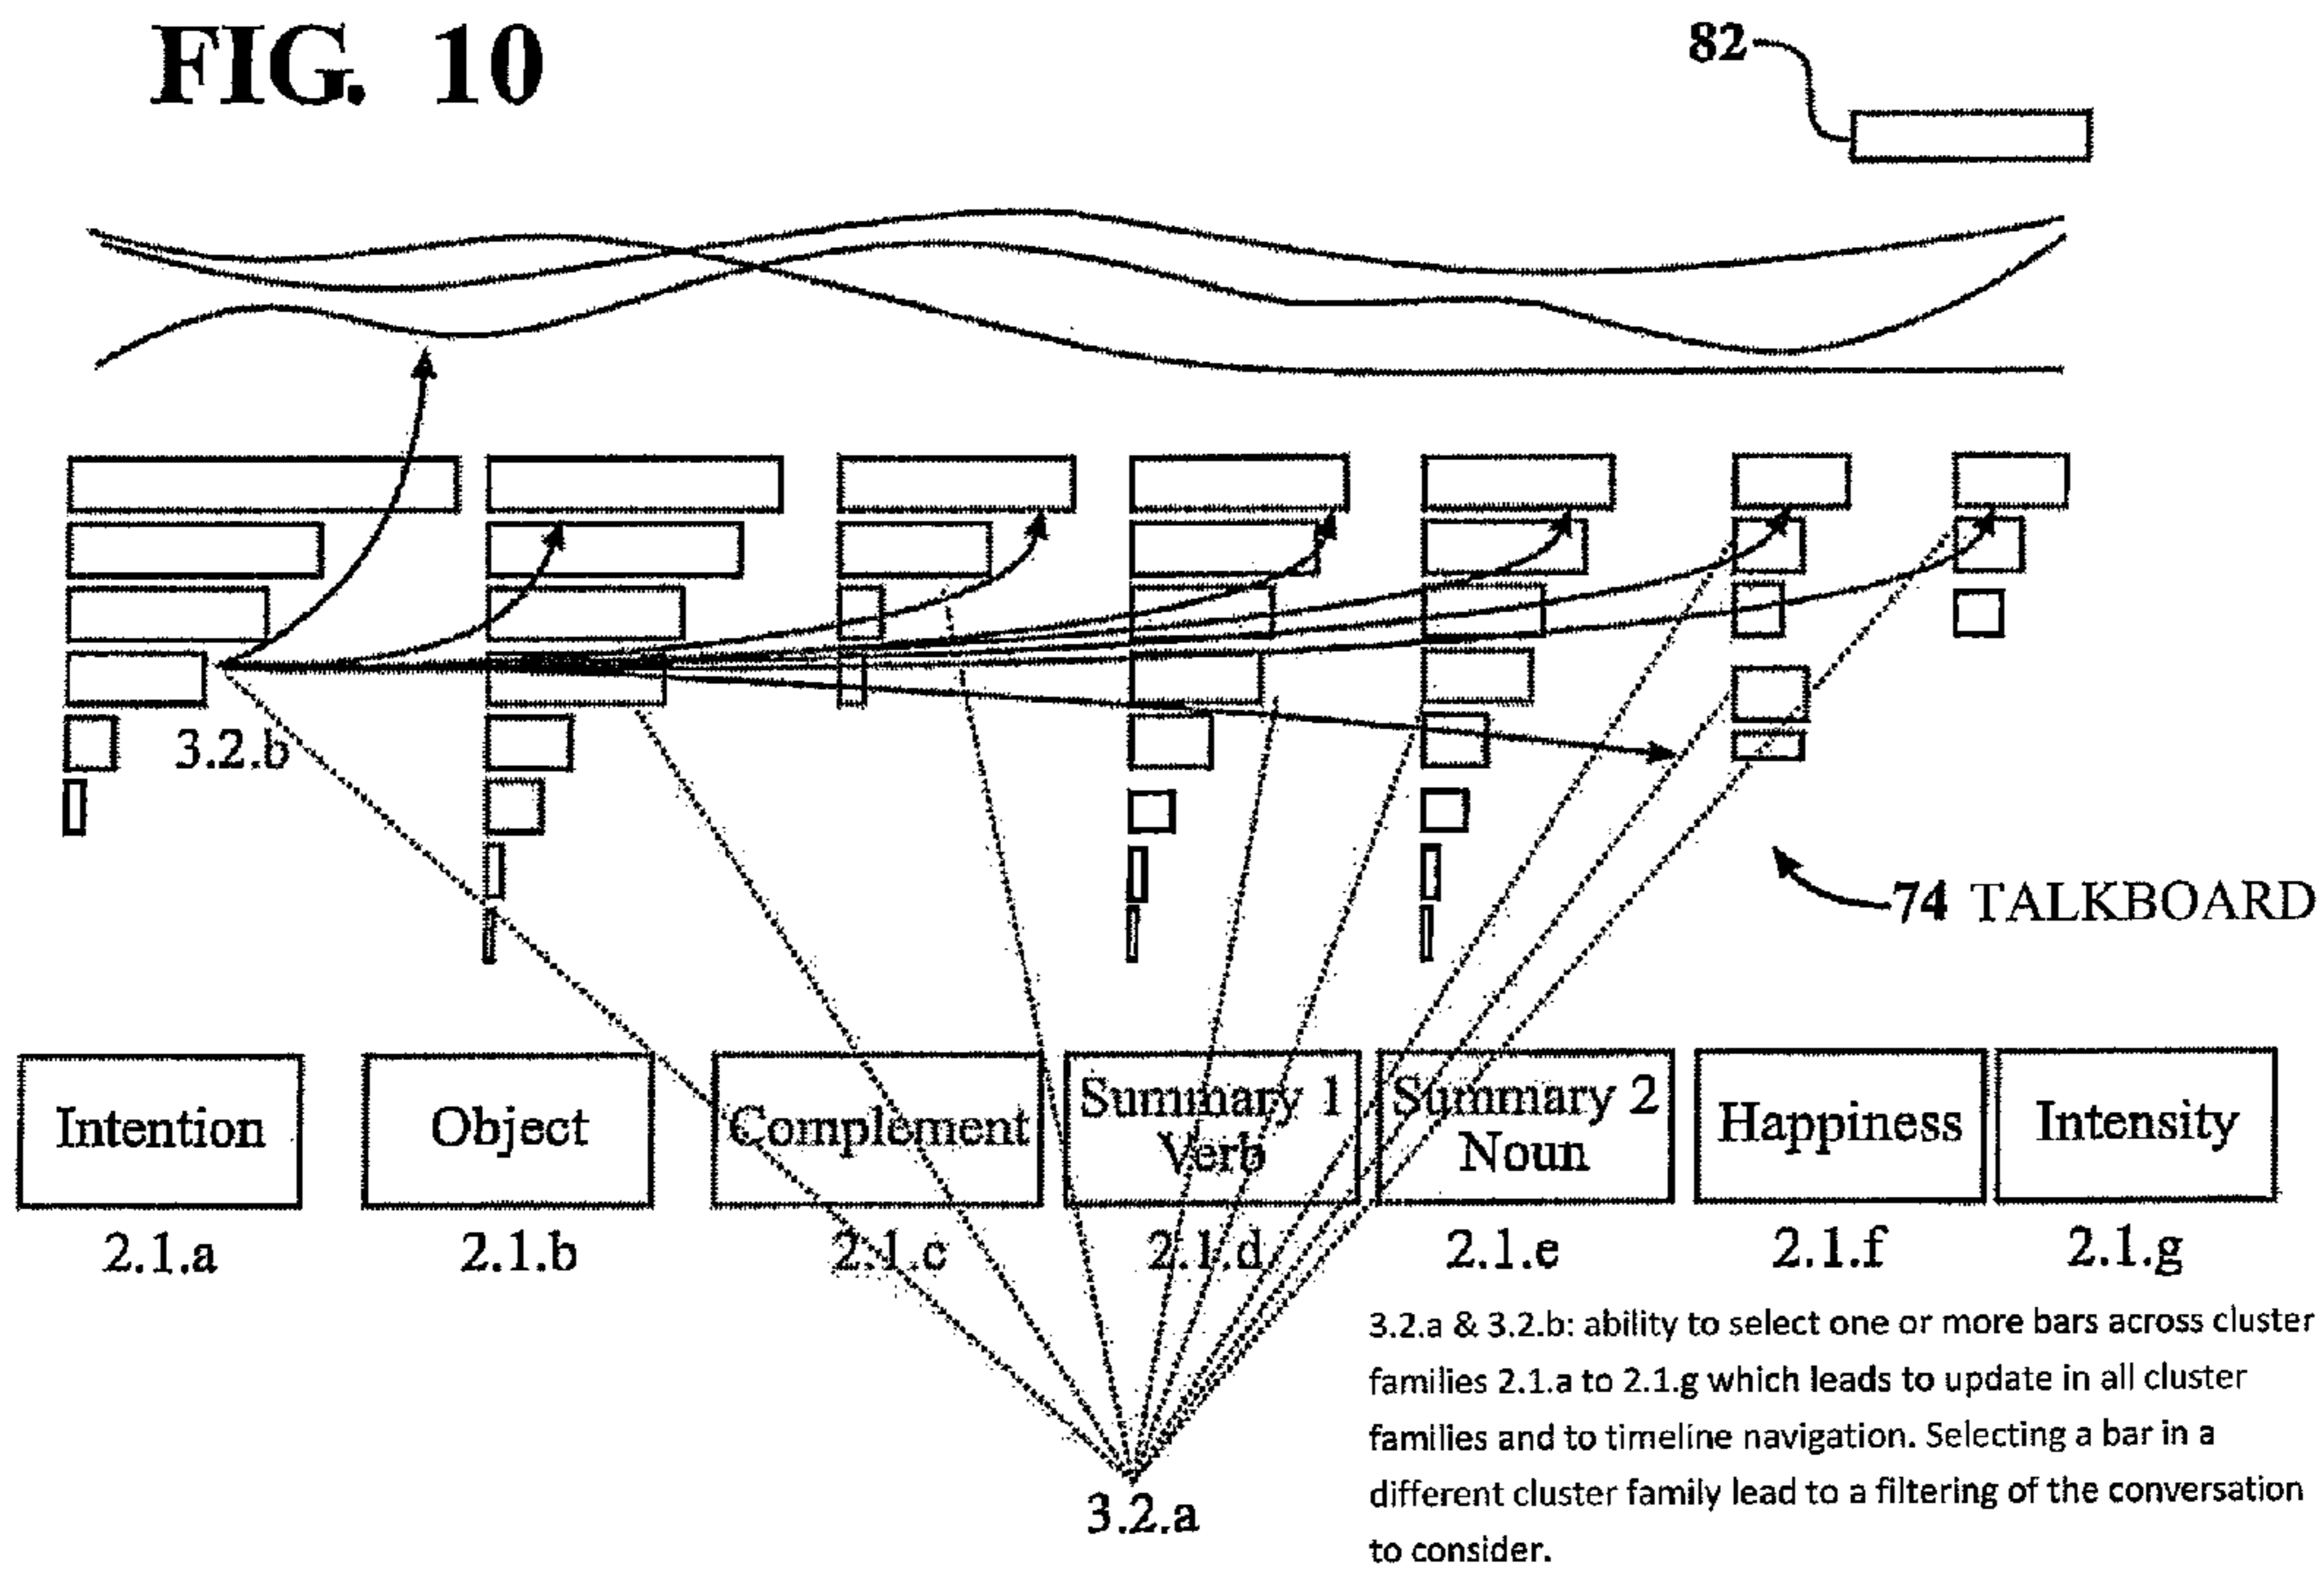 FIG. 10
82
3.2.b
74 TALKBOARD
Intention
Object
Complement
Summary 1
Verb
Summary 2
Noun
Happiness
Intensity
2.1.a
2.1.b
2.1.c
2.1.d
2.1.e
2.1.f
2.1.g
3.2.a & 3.2.b: ability to select one or more bars across cluster
families 2.1.a to 2.1.g which leads to update in all cluster
families and to timeline navigation. Selecting a bar in a
different cluster family lead to a filtering of the conversation
to consider.
3.2.a